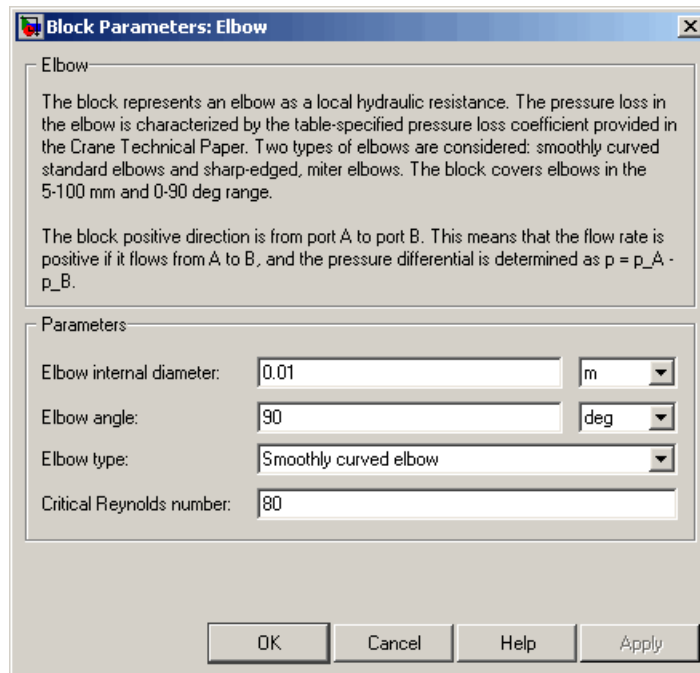 Block Parameters: Elbow
Elbow
The block represents an elbow as a local hydraulic resistance. The pressure loss in
the elbow is characterized by the table-specified pressure loss coefficient provided in
the Crane Technical Paper. Two types of elbows are considered: smoothly curved
standard elbows and sharp-edged, miter elbows. The block covers elbows in the
5-100 mm and 0-90 deg range.
The block positive direction is from port A to port B. This means that the flow rate is
positive if it flows from A to B, and the pressure differential is determined as p = p_A -
p_B.
Parameters
Elbow internal diameter: 0.01 m
Elbow angle: 90 deg
Elbow type: Smoothly curved elbow
Critical Reynolds number: 80
OK Cancel Help Apply